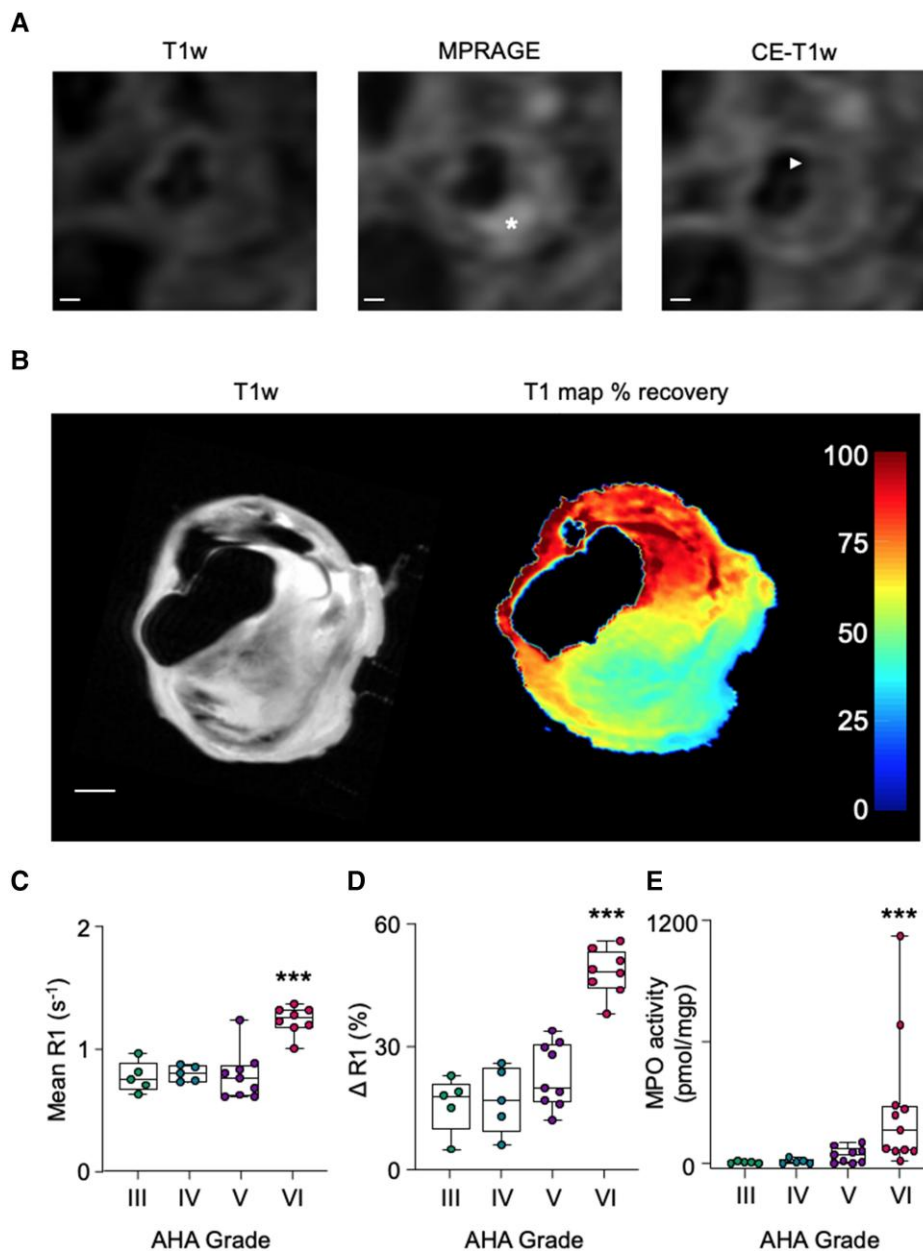 A
T1w MPRAGE CE-T1w
*
B
T1w T1 map % recovery
100
75
50
25
0
C
2
1
0
Mean R1 (s⁻¹)
***
III IV V VI
AHA Grade
D
60
30
0
Δ R1 (%)
***
III IV V VI
AHA Grade
E
1200
0
MPO activity
(pmol/mgp)
***
III IV V VI
AHA Grade